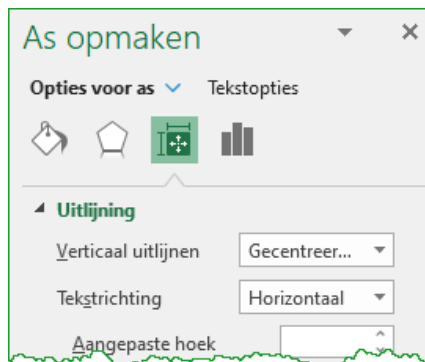 As opmaken
Opties voor as Tekstopties
Uitlijning
Verticaal uitlijnen Gecentreer...
Tekstrichting Horizontaal
Aangepaste hoek